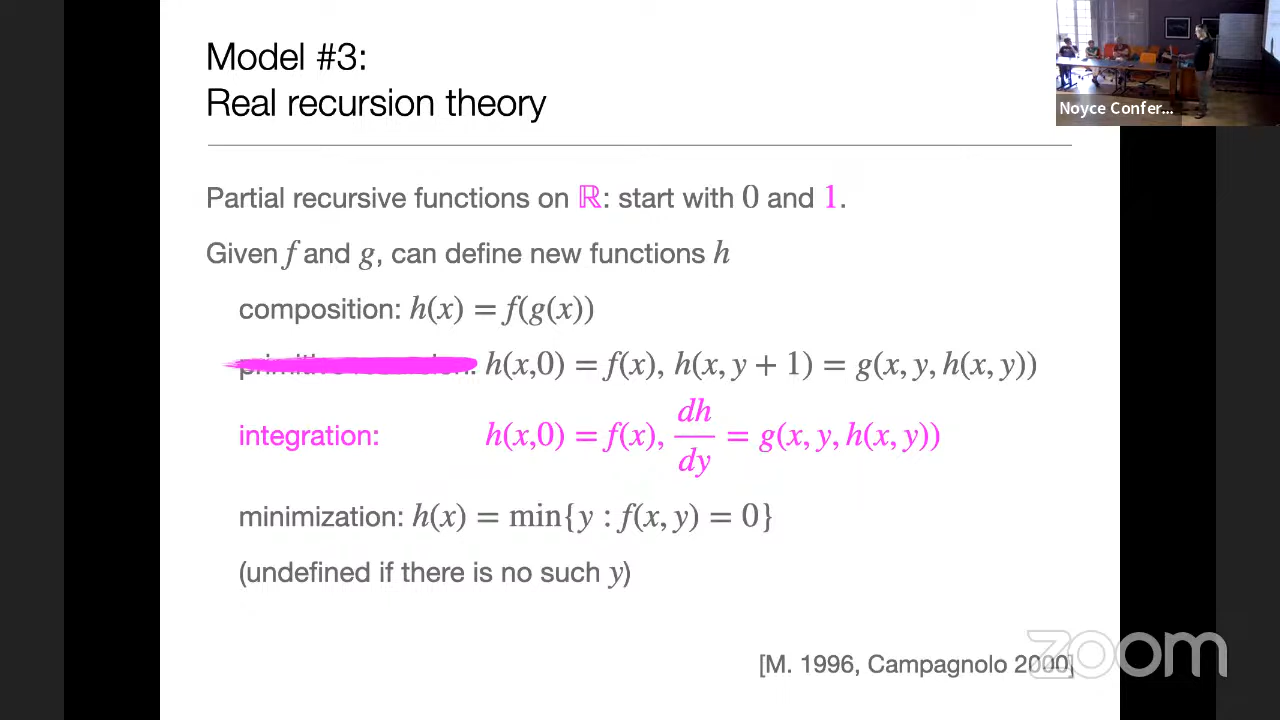 Model #3:
Real recursion theory
Noyce Confer...
Partial recursive functions on ℝ: start with 0 and 1.
Given f and g, can define new functions h
composition: h(x) = f(g(x))
h(x,0) = f(x), h(x, y + 1) = g(x, y, h(x, y))
integration: h(x,0) = f(x), dh/dy = g(x, y, h(x, y))
minimization: h(x) = min{y : f(x, y) = 0}
(undefined if there is no such y)
[M. 1996, Campagnolo 2000]
zoom